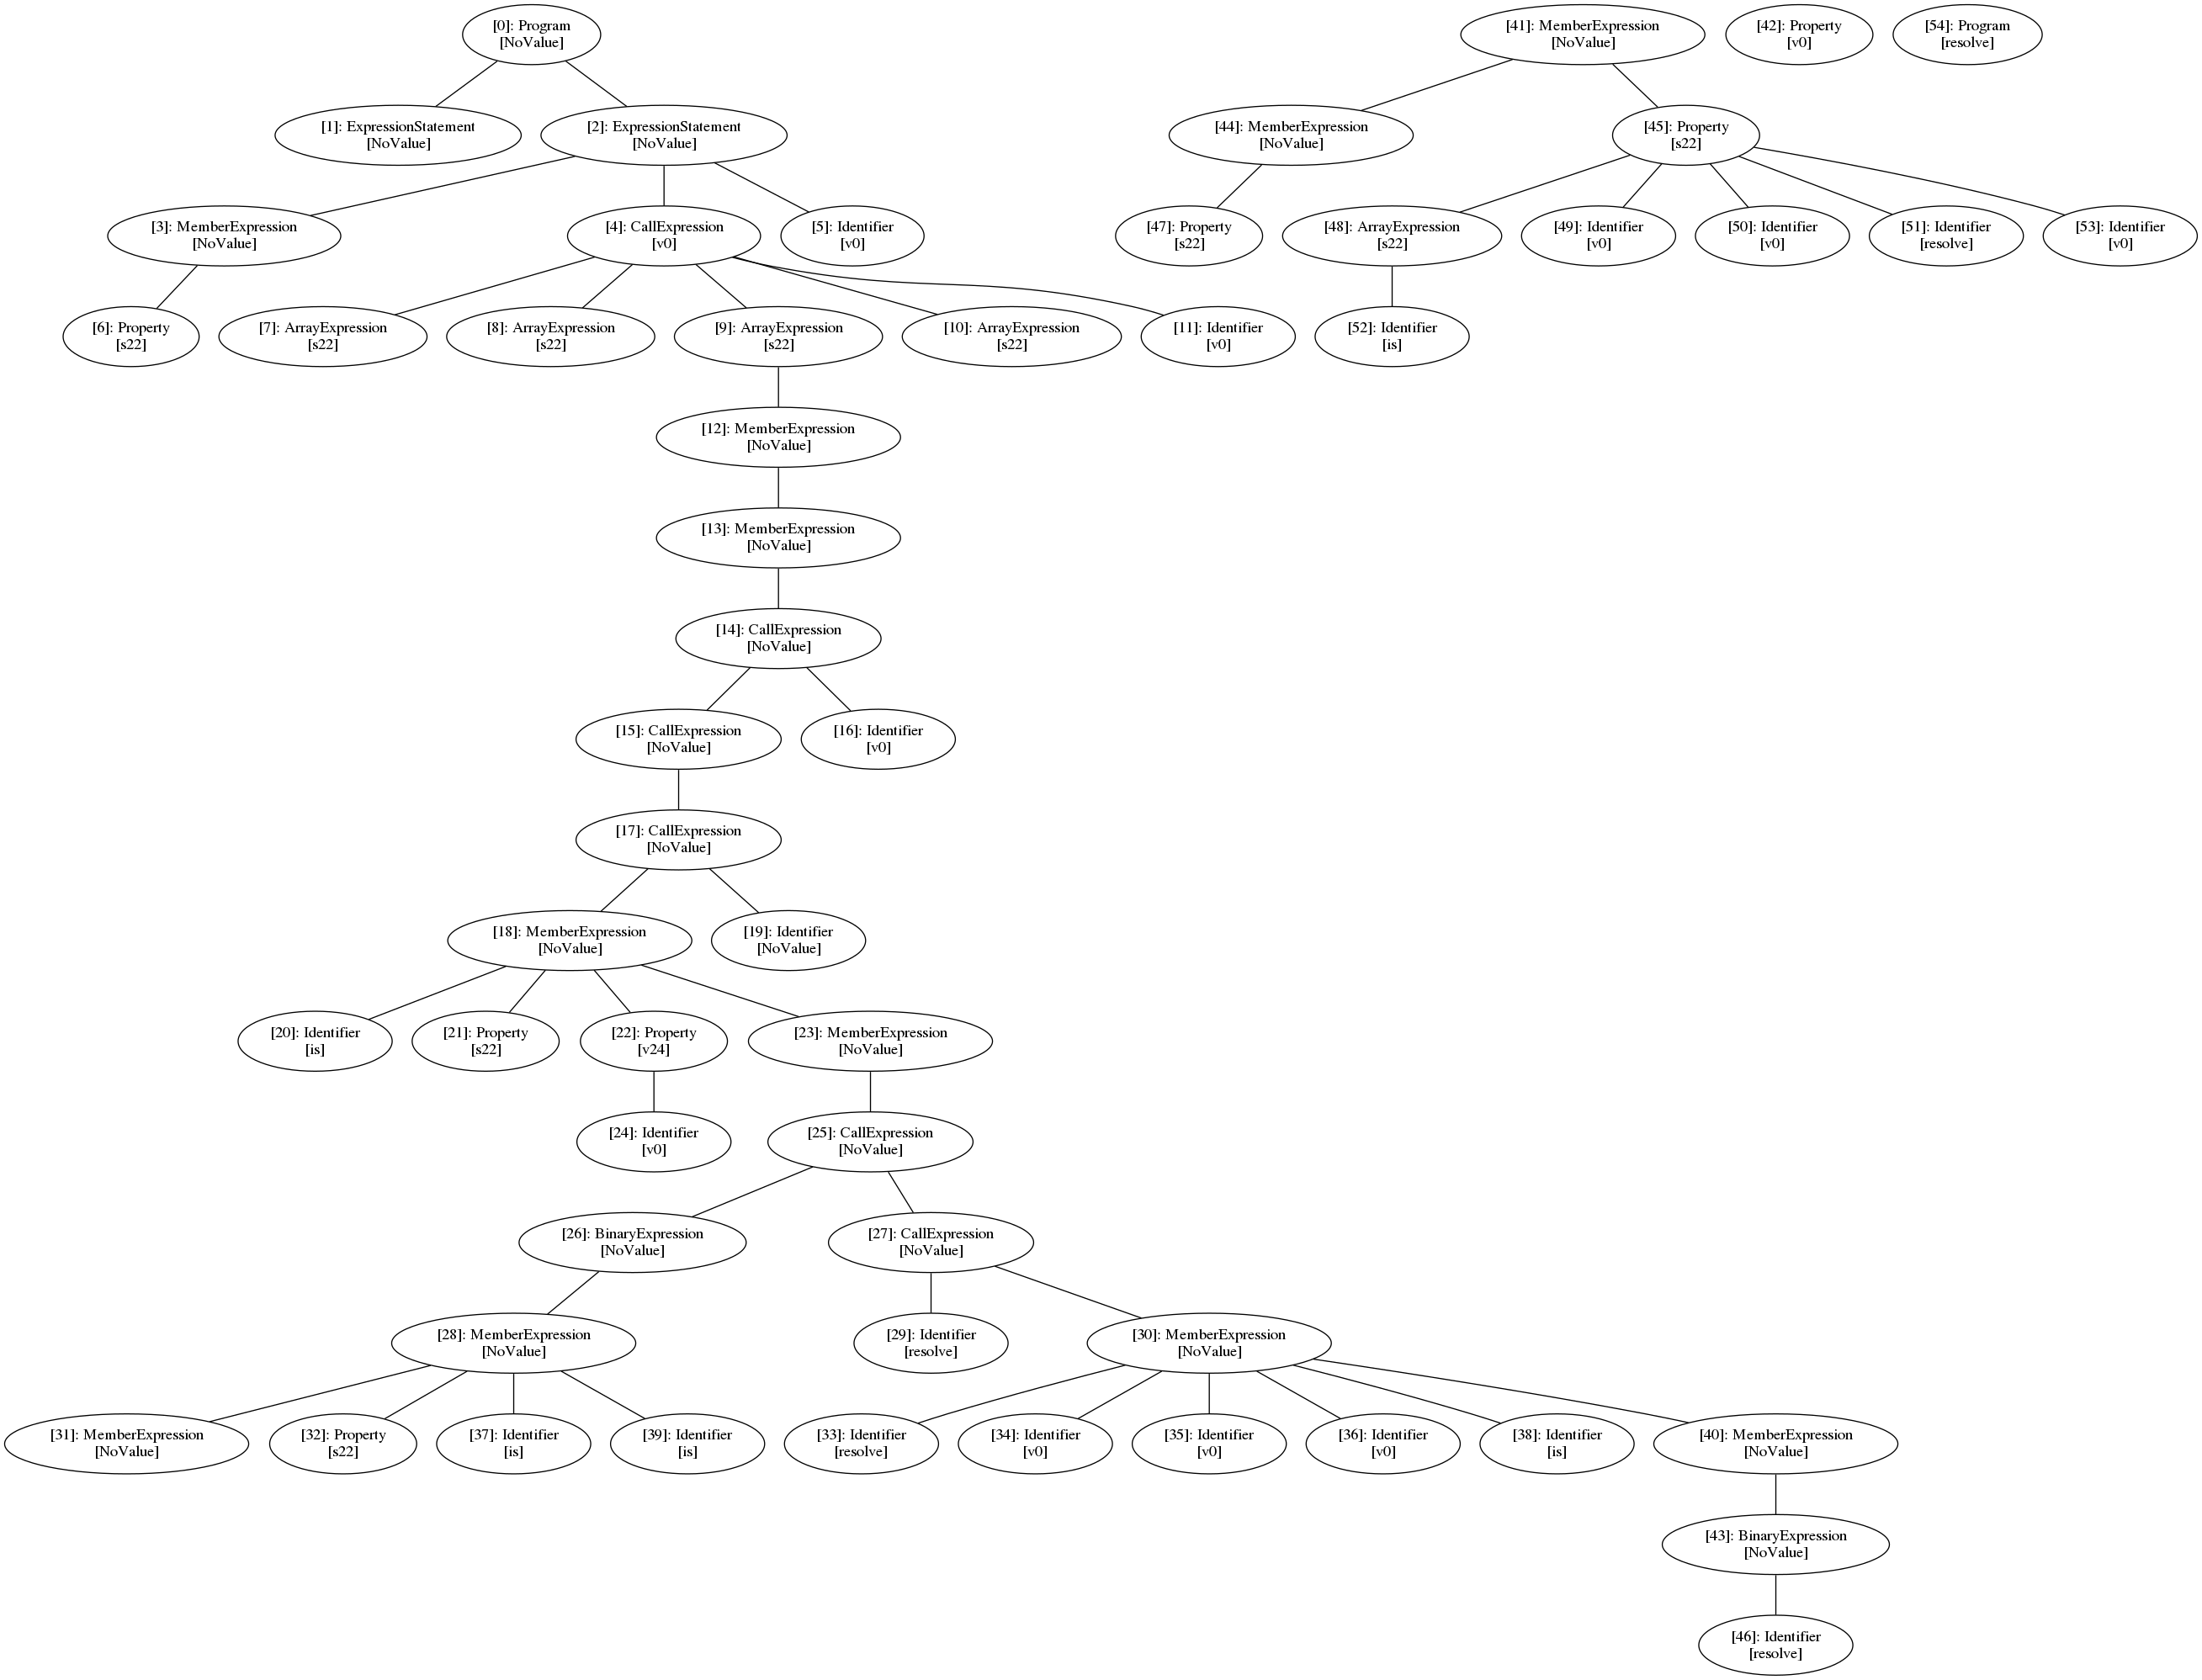 [0]: Program
[NoValue]
[41]: MemberExpression
[NoValue]
[42]: Property
[v0]
[54]: Program
[resolve]
[1]: ExpressionStatement
[NoValue]
[2]: ExpressionStatement
[NoValue]
[44]: MemberExpression
[NoValue]
[45]: Property
[s22]
[3]: MemberExpression
[NoValue]
[4]: CallExpression
[v0]
[5]: Identifier
[v0]
[47]: Property
[s22]
[48]: ArrayExpression
[s22]
[49]: Identifier
[v0]
[50]: Identifier
[v0]
[51]: Identifier
[resolve]
[53]: Identifier
[v0]
[6]: Property
[s22]
[7]: ArrayExpression
[s22]
[8]: ArrayExpression
[s22]
[9]: ArrayExpression
[s22]
[10]: ArrayExpression
[s22]
[11]: Identifier
[v0]
[52]: Identifier
[is]
[12]: MemberExpression
[NoValue]
[13]: MemberExpression
[NoValue]
[14]: CallExpression
[NoValue]
[15]: CallExpression
[NoValue]
[16]: Identifier
[v0]
[17]: CallExpression
[NoValue]
[18]: MemberExpression
[NoValue]
[19]: Identifier
[NoValue]
[20]: Identifier
[is]
[21]: Property
[s22]
[22]: Property
[v24]
[23]: MemberExpression
[NoValue]
[24]: Identifier
[v0]
[25]: CallExpression
[NoValue]
[26]: BinaryExpression
[NoValue]
[27]: CallExpression
[NoValue]
[28]: MemberExpression
[NoValue]
[29]: Identifier
[resolve]
[30]: MemberExpression
[NoValue]
[31]: MemberExpression
[NoValue]
[32]: Property
[s22]
[37]: Identifier
[is]
[39]: Identifier
[is]
[33]: Identifier
[resolve]
[34]: Identifier
[v0]
[35]: Identifier
[v0]
[36]: Identifier
[v0]
[38]: Identifier
[is]
[40]: MemberExpression
[NoValue]
[43]: BinaryExpression
[NoValue]
[46]: Identifier
[resolve]